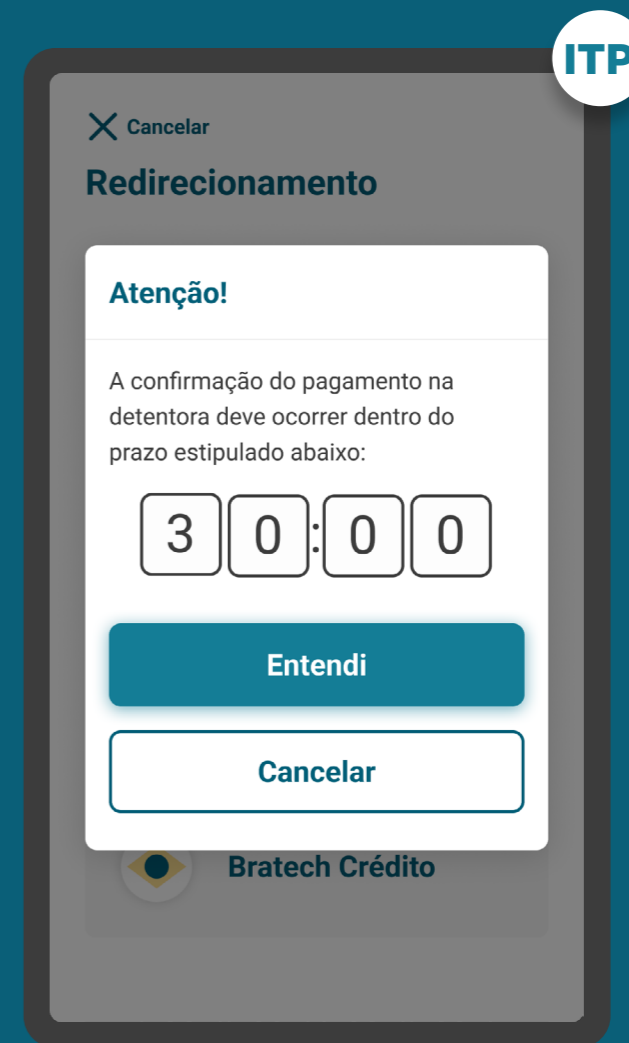 ITP
Cancelar
Redirecionamento
Atenção!
A confirmação do pagamento na
detentora deve ocorrer dentro do
prazo estipulado abaixo:
30:00
Entendi
Cancelar
Bratech Crédito